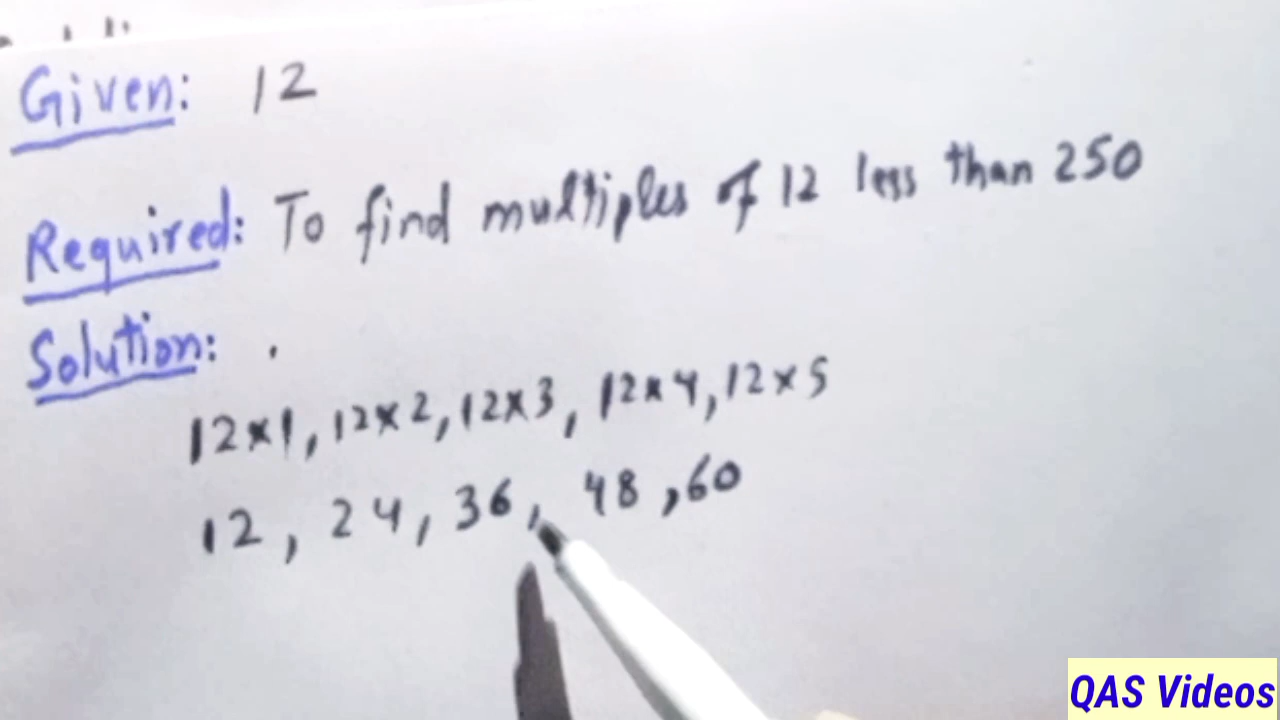 Given: 12
Required: To find multiples of 12 less than 250
Solution:
12×1, 12×2, 12×3, 12×4, 12×5
12, 24, 36, 48, 60
QAS Videos